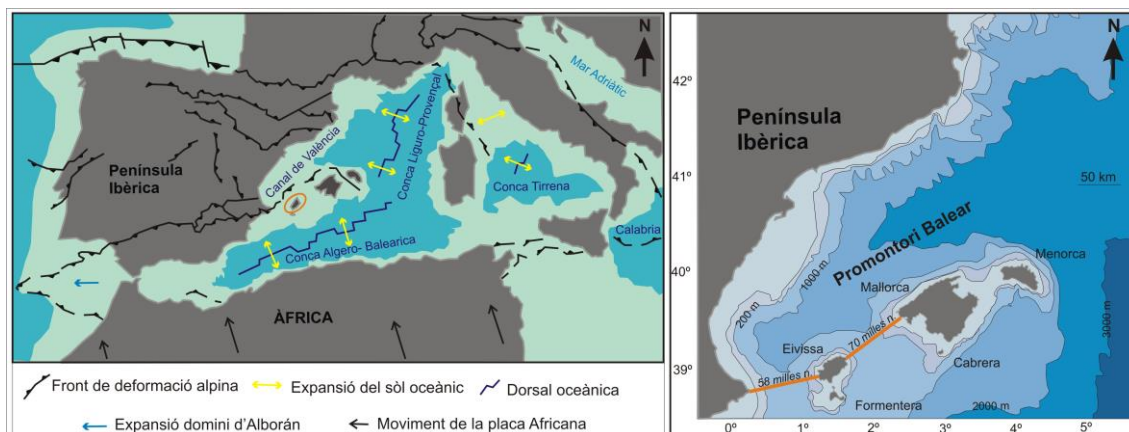 N
Mar Adriàtic
Península
Ibèrica
Canal de València
Conca Liguro-Provençal
Conca Tirrena
Calabria
Conca Algero- Balearica
ÀFRICA
Front de deformació alpina
Expansió del sòl oceànic
Dorsal oceànica
Expansió domini d'Alborán
Moviment de la placa Africana
N
42º
Península
Ibèrica
41º
50 km
Promontori Balear
Menorca
40º
1000 m
Mallorca
200 m
3000 m
70 milles n.
Eivissa
Cabrera
39º
58 milles n.
Formentera
2000 m
0º 1º 2º 3º 4º 5º